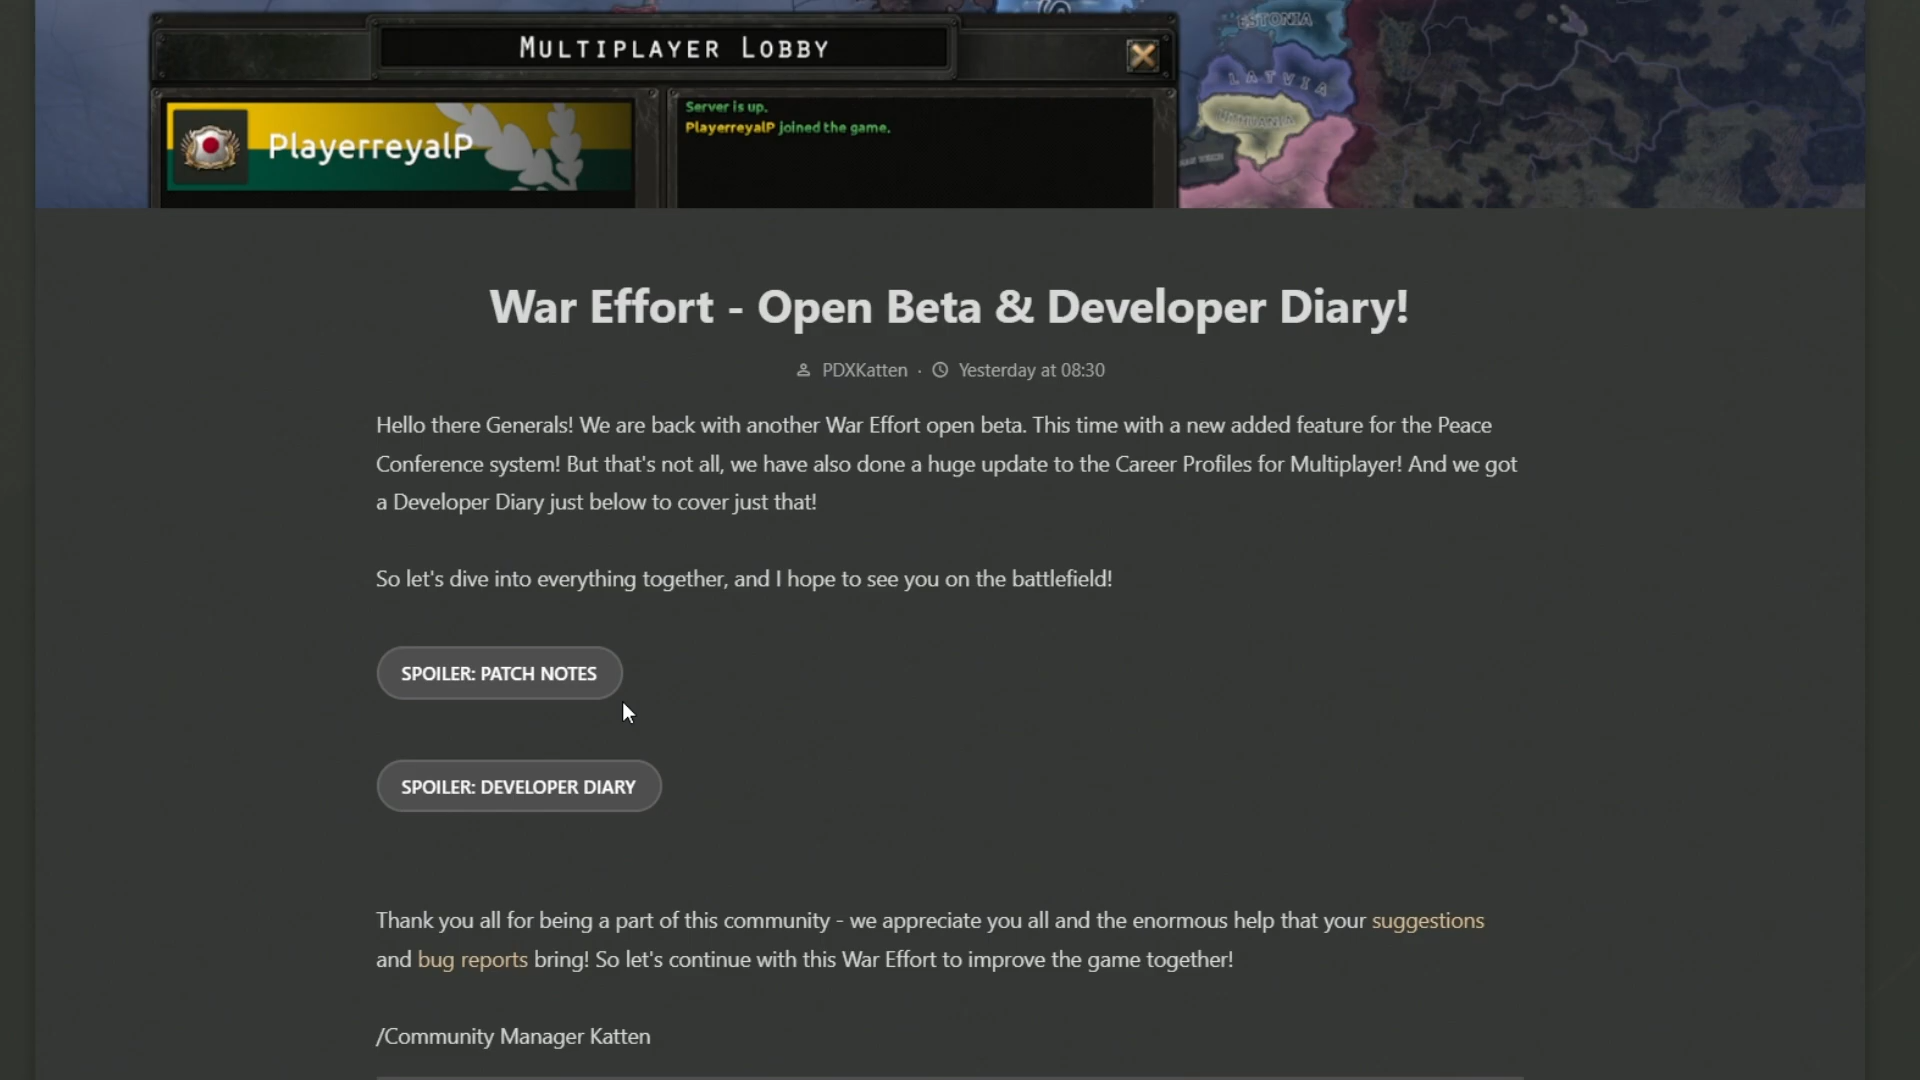 MULTIPLAYER LOBBY
ESTONIA
LATVIA
LITHUANIA
PlayerreyalP
Server is up.
PlayerreyalP joined the game.
War Effort - Open Beta & Developer Diary!
PDXKatten · Yesterday at 08:30
Hello there Generals! We are back with another War Effort open beta. This time with a new added feature for the Peace
Conference system! But that's not all, we have also done a huge update to the Career Profiles for Multiplayer! And we got
a Developer Diary just below to cover just that!
So let's dive into everything together, and I hope to see you on the battlefield!
SPOILER: PATCH NOTES
SPOILER: DEVELOPER DIARY
Thank you all for being a part of this community - we appreciate you all and the enormous help that your suggestions
and bug reports bring! So let's continue with this War Effort to improve the game together!
/Community Manager Katten